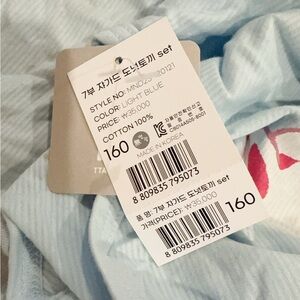 7부 자가드 도넛토끼 set
STYLE NO: MND25
20121
COLOR: LIGHT BLUE
PRICE: ₩35,000
COTTON 100%
160
MADE IN KOREA
8 809835 795073
품 명: 7부 자가드 도넛토끼 set
가격(PRICE): ₩35,000
160
8 809835 795073